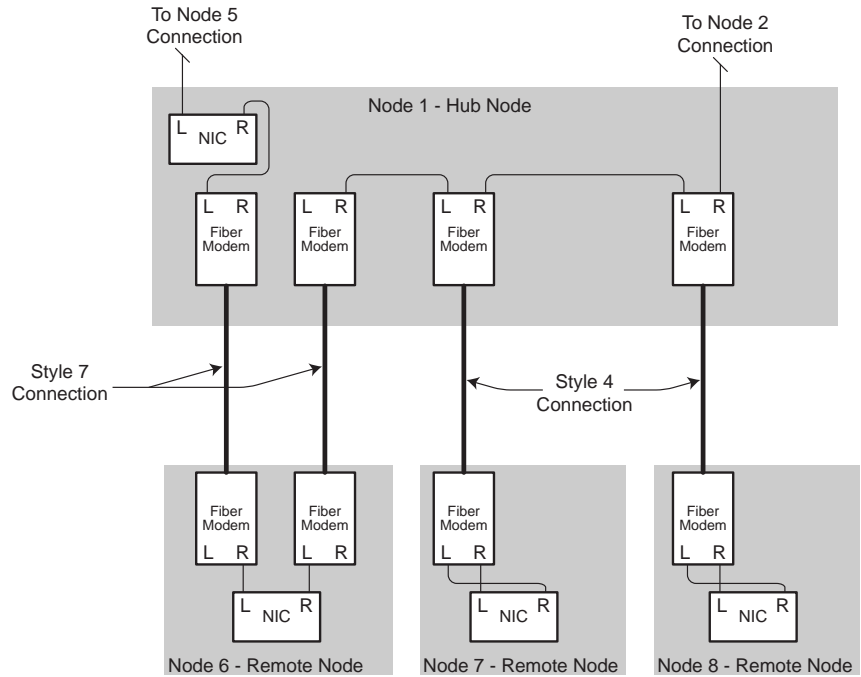 To Node 5
Connection
To Node 2
Connection
Node 1 - Hub Node
L R
NIC
L R
Fiber
Modem
L R
Fiber
Modem
L R
Fiber
Modem
L R
Fiber
Modem
Style 7
Connection
Style 4
Connection
Fiber
Modem
L R
Fiber
Modem
L R
Fiber
Modem
L R
Fiber
Modem
L R
L R
NIC
L R
NIC
L R
NIC
Node 6 - Remote Node
Node 7 - Remote Node
Node 8 - Remote Node